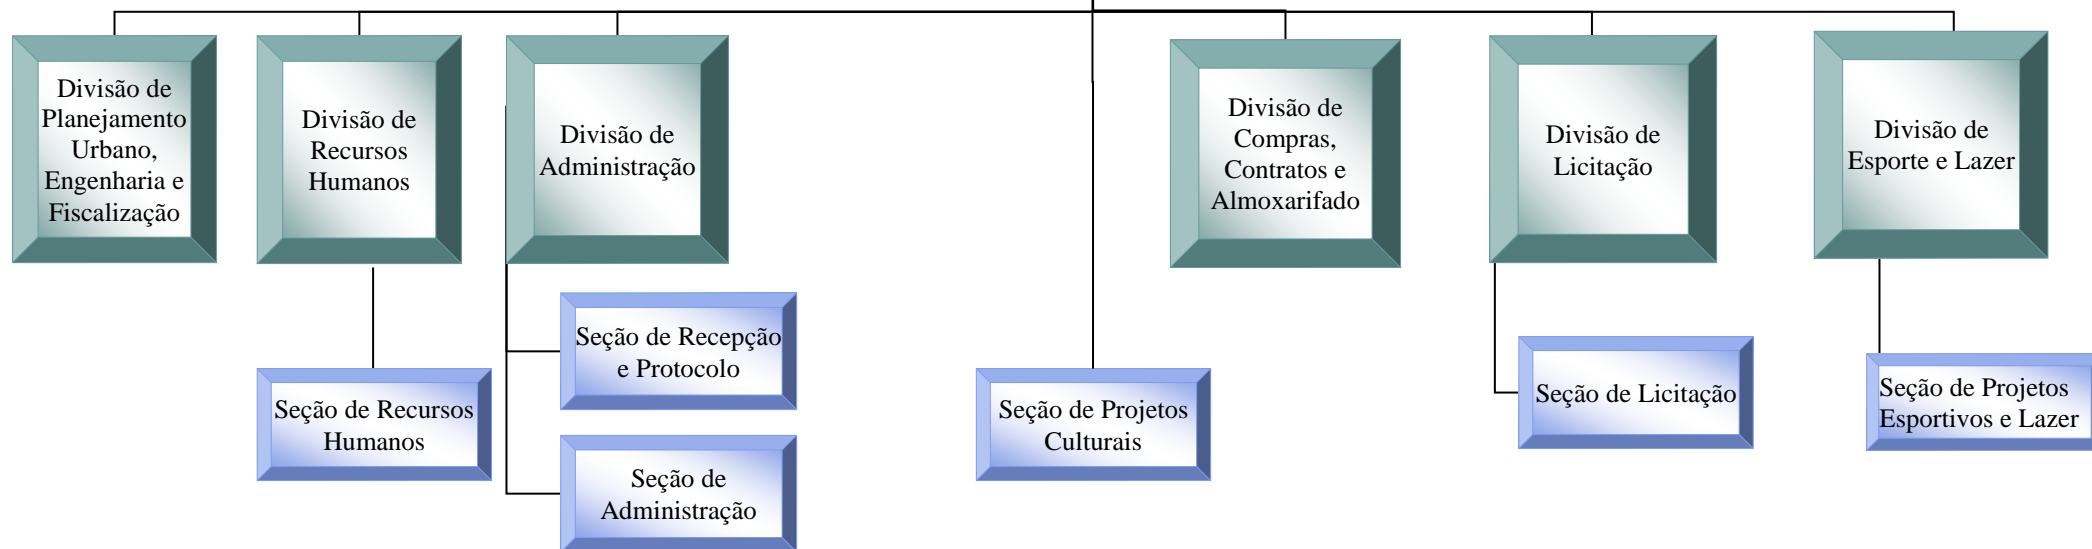 Divisão de
Planejamento
Urbano,
Engenharia e
Fiscalização
Divisão de
Recursos
Humanos
Divisão de
Administração
Divisão de
Compras,
Contratos e
Almoxarifado
Divisão de
Licitação
Divisão de
Esporte e Lazer
Seção de Recepção
e Protocolo
Seção de Recursos
Humanos
Seção de Projetos
Culturais
Seção de Licitação
Seção de Projetos
Esportivos e Lazer
Seção de
Administração